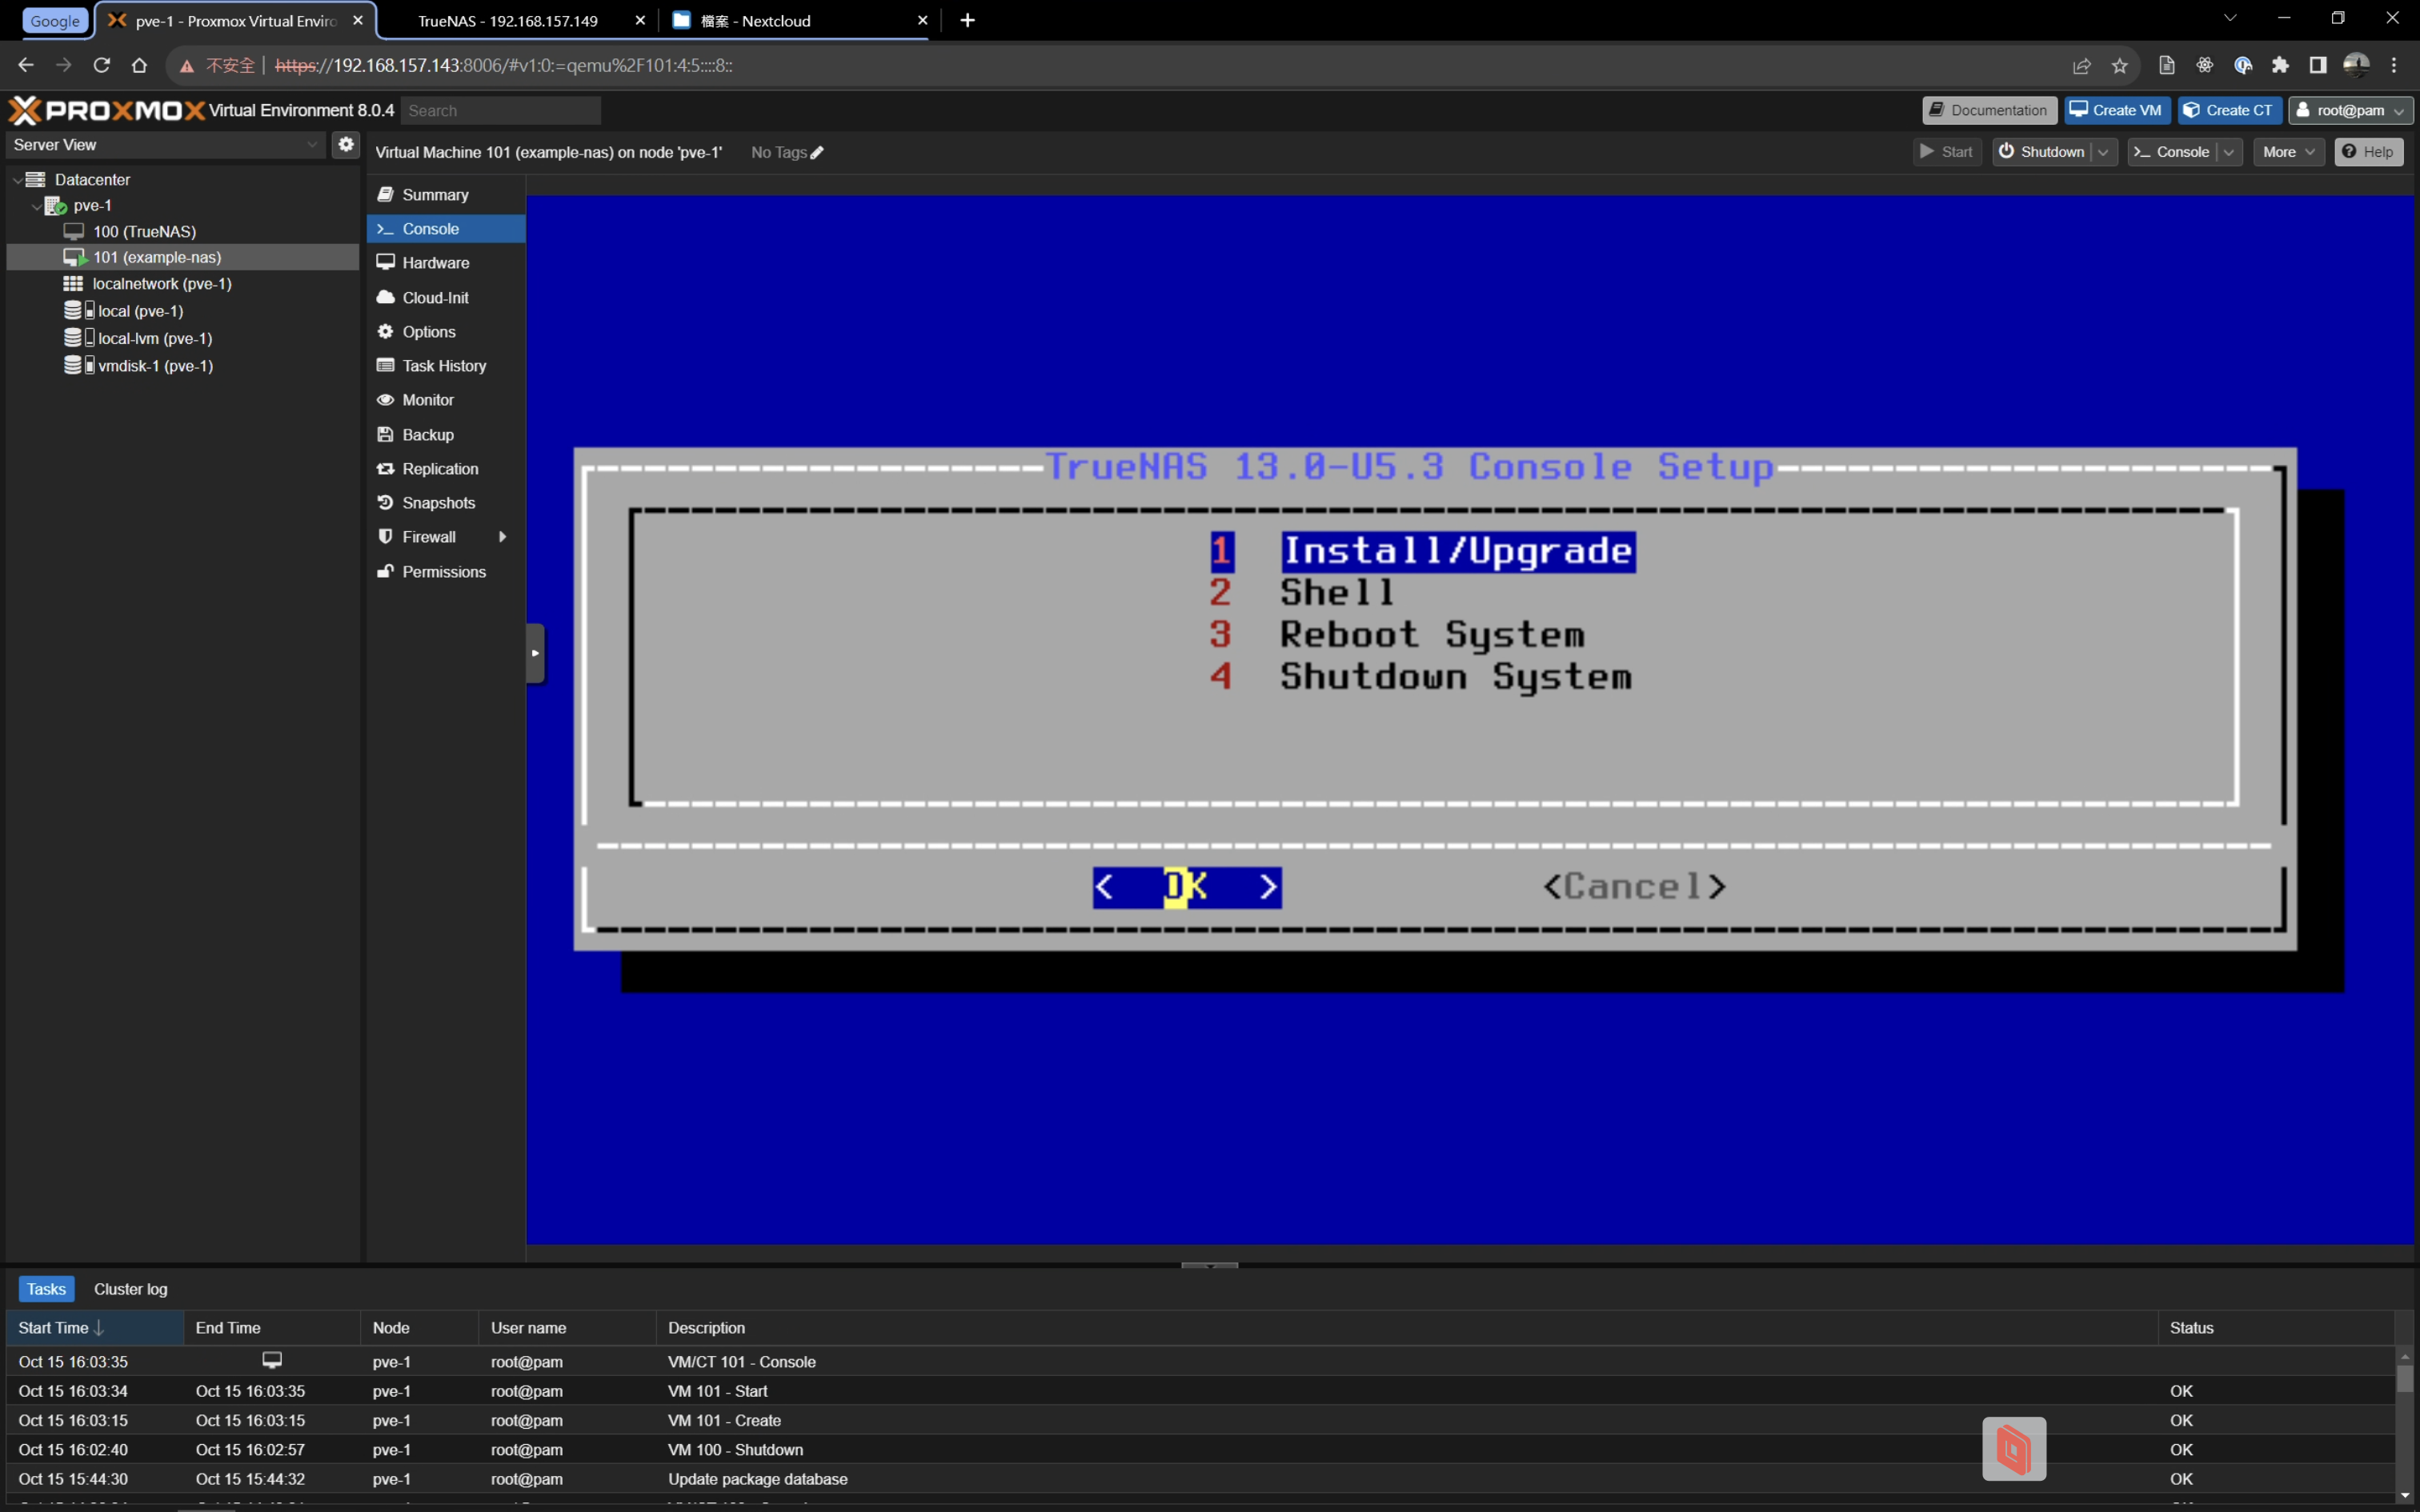 Google
pve-1 - Proxmox Virtual Enviro
TrueNAS - 192.168.157.149
檔案 - Nextcloud
不安全
https://192.168.157.143:8006/#v1:0:=qemu%2F101:4:5::::8::
PROXMOX Virtual Environment 8.0.4
Search
Documentation
Create VM
Create CT
root@pam
Server View
Virtual Machine 101 (example-nas) on node 'pve-1'
No Tags
Start
Shutdown
Console
More
Help
Datacenter
pve-1
100 (TrueNAS)
101 (example-nas)
localnetwork (pve-1)
local (pve-1)
local-lvm (pve-1)
vmdisk-1 (pve-1)
Summary
Console
Hardware
Cloud-Init
Options
Task History
Monitor
Backup
Replication
Snapshots
Firewall
Permissions
TrueNAS 13.0-U5.3 Console Setup
1 Install/Upgrade
2 Shell
3 Reboot System
4 Shutdown System
< OK >
<Cancel>
Tasks
Cluster log
Start Time End Time Node User name Description Status
Oct 15 16:03:35 pve-1 root@pam VM/CT 101 - Console
Oct 15 16:03:34 Oct 15 16:03:35 pve-1 root@pam VM 101 - Start OK
Oct 15 16:03:15 Oct 15 16:03:15 pve-1 root@pam VM 101 - Create OK
Oct 15 16:02:40 Oct 15 16:02:57 pve-1 root@pam VM 100 - Shutdown OK
Oct 15 15:44:30 Oct 15 15:44:32 pve-1 root@pam Update package database OK